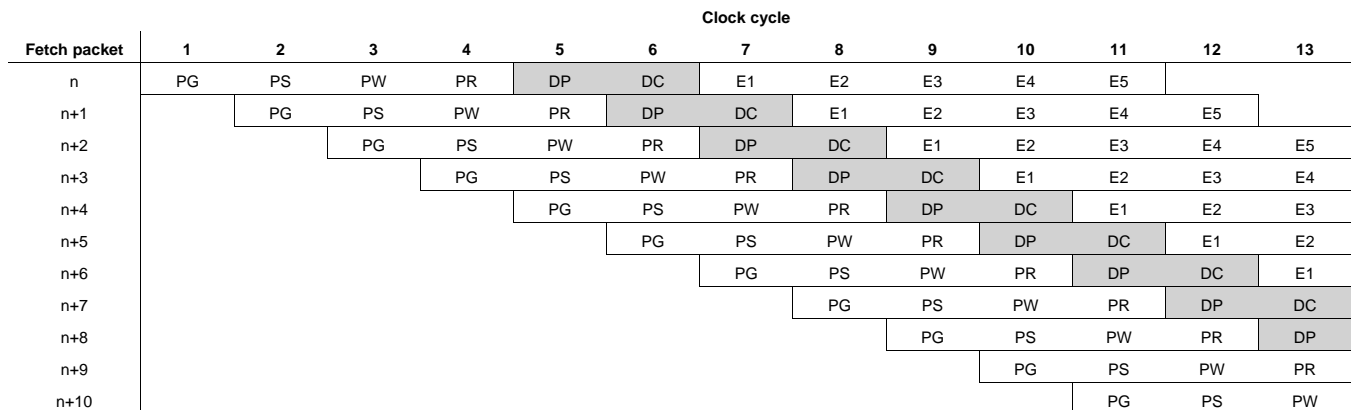 Clock cycle
Fetch packet 1 2 3 4 5 6 7 8 9 10 11 12 13
n PG PS PW PR DP DC E1 E2 E3 E4 E5
n+1 PG PS PW PR DP DC E1 E2 E3 E4 E5
n+2 PG PS PW PR DP DC E1 E2 E3 E4 E5
n+3 PG PS PW PR DP DC E1 E2 E3 E4
n+4 PG PS PW PR DP DC E1 E2 E3
n+5 PG PS PW PR DP DC E1 E2
n+6 PG PS PW PR DP DC E1
n+7 PG PS PW PR DP DC
n+8 PG PS PW PR DP
n+9 PG PS PW PR
n+10 PG PS PW